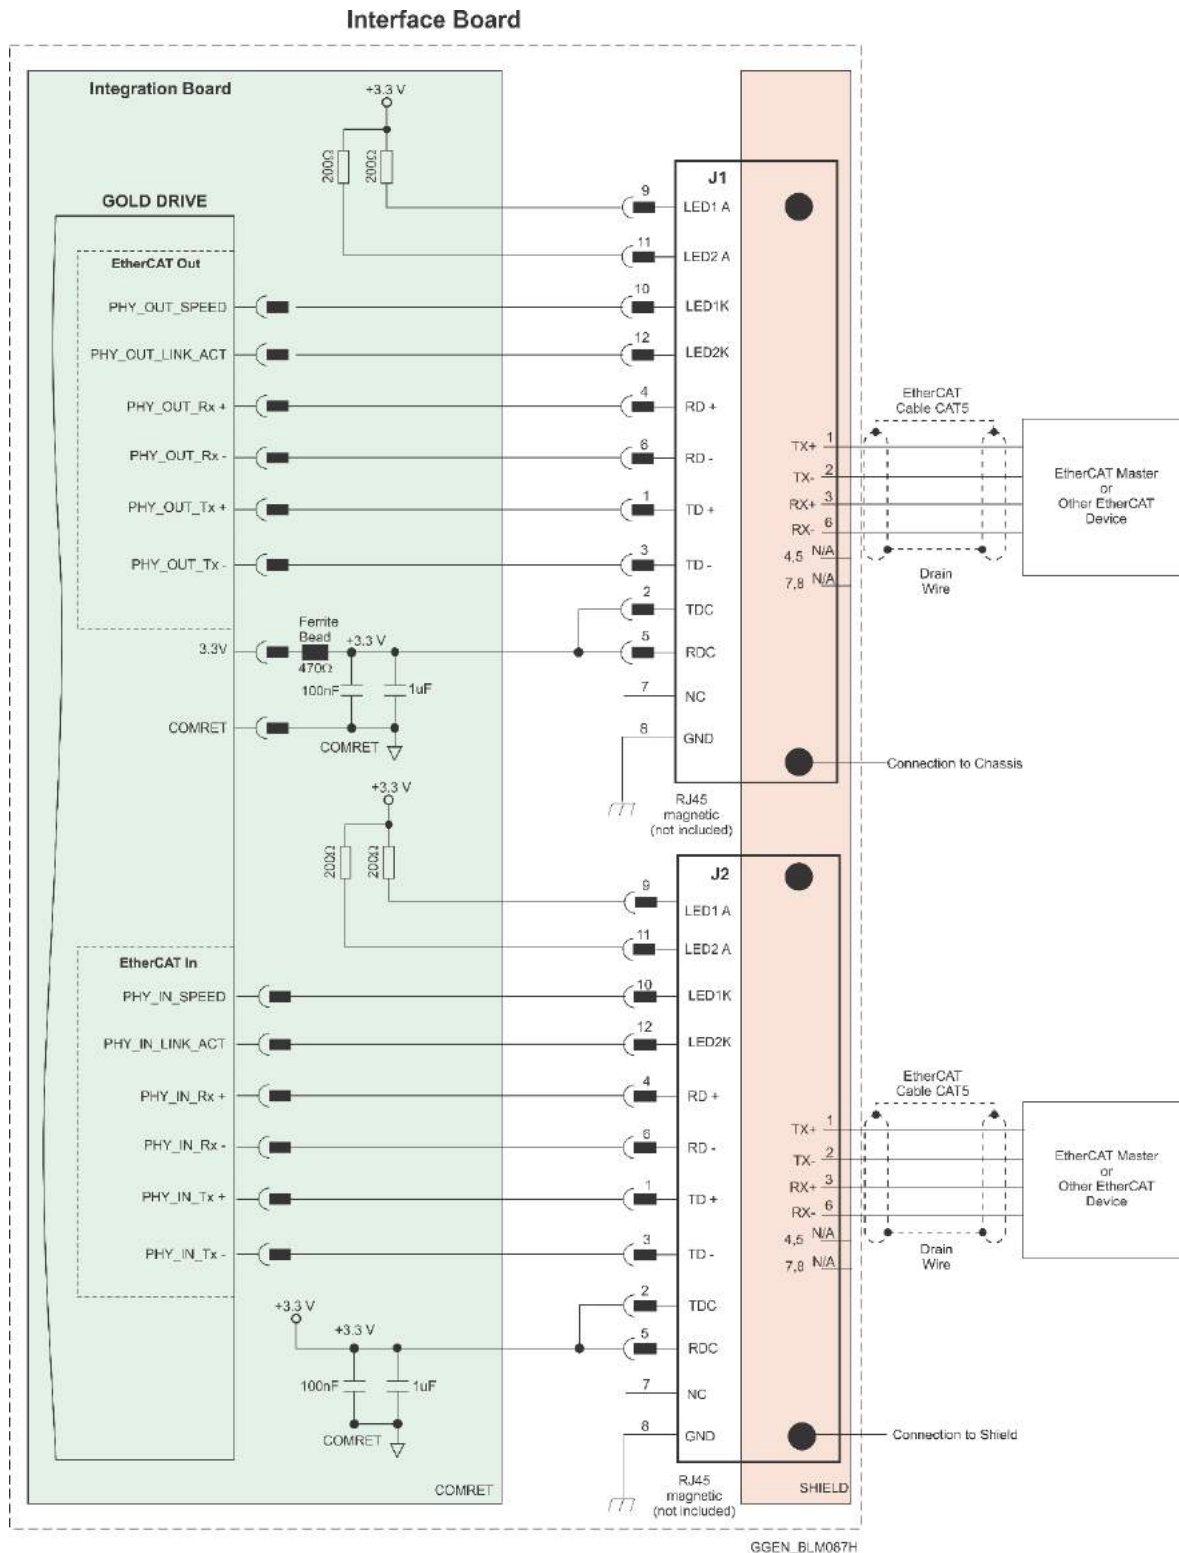 Interface Board
Integration Board
+3.3 V
200Ω
200Ω
GOLD DRIVE
EtherCAT Out
PHY_OUT_SPEED
PHY_OUT_LINK_ACT
PHY_OUT_Rx +
PHY_OUT_Rx -
PHY_OUT_Tx +
PHY_OUT_Tx -
3.3V
Ferrite
Bead
470Ω
+3.3 V
100nF
1uF
COMRET
COMRET
J1
9
LED1 A
11
LED2 A
10
LED1K
12
LED2K
4
RD +
6
RD -
1
TD +
3
TD -
2
TDC
5
RDC
7
NC
8
GND
TX+ 1
TX- 2
RX+ 3
RX- 6
4,5 N/A
7,8 N/A
EtherCAT
Cable CAT5
Drain
Wire
EtherCAT Master
or
Other EtherCAT
Device
Connection to Chassis
RJ45
magnetic
(not included)
+3.3 V
200Ω
200Ω
EtherCAT In
PHY_IN_SPEED
PHY_IN_LINK_ACT
PHY_IN_Rx +
PHY_IN_Rx -
PHY_IN_Tx +
PHY_IN_Tx -
+3.3 V
+3.3 V
100nF
1uF
COMRET
J2
9
LED1 A
11
LED2 A
10
LED1K
12
LED2K
4
RD +
6
RD -
1
TD +
3
TD -
2
TDC
5
RDC
7
NC
8
GND
TX+ 1
TX- 2
RX+ 3
RX- 6
4,5 N/A
7,8 N/A
EtherCAT
Cable CAT5
Drain
Wire
EtherCAT Master
or
Other EtherCAT
Device
Connection to Shield
RJ45
magnetic
(not included)
COMRET
SHIELD
GGEN_BLM087H